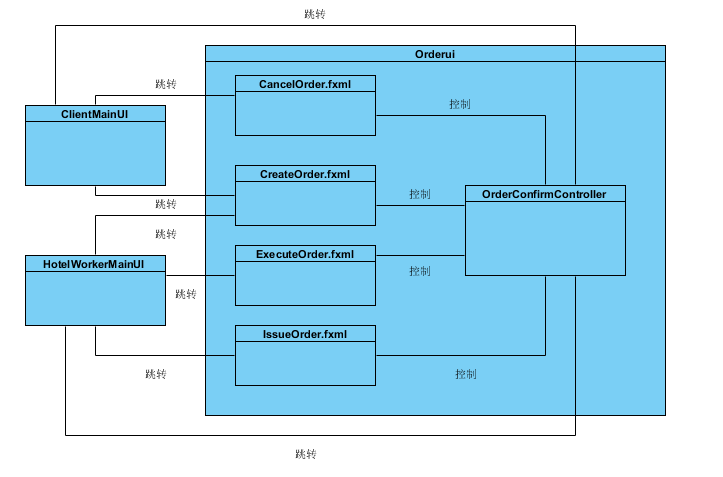 跳转
Orderui
跳转
CancelOrder.fxml
控制
ClientMainUI
CreateOrder.fxml
控制
OrderConfirmController
跳转
跳转
HotelWorkerMainUI
ExecuteOrder.fxml
控制
跳转
IssueOrder.fxml
跳转
控制
跳转